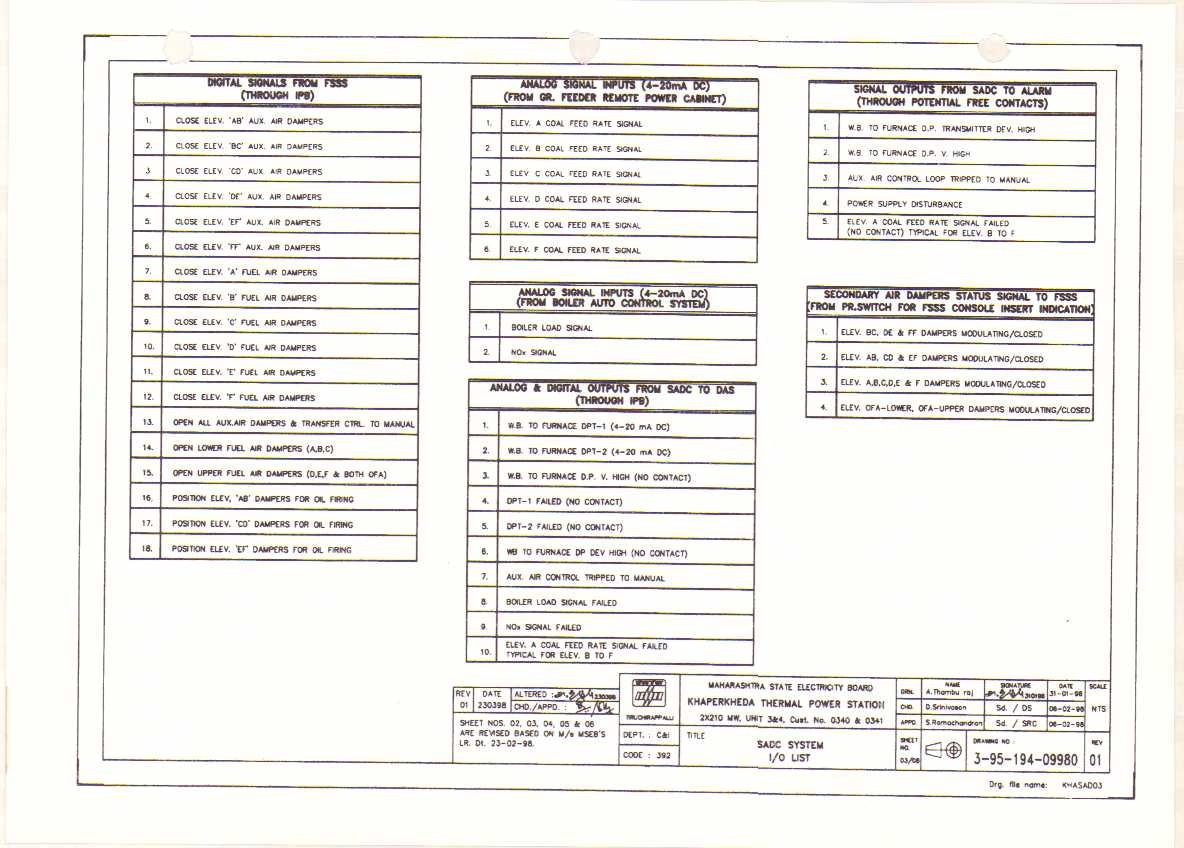 DIGITAL SIGNALS FROM FSSS
(THROUGH IPB)
1. CLOSE ELEV. 'AB' AUX. AIR DAMPERS
2. CLOSE ELEV. 'BC' AUX. AIR DAMPERS
3 CLOSE ELEV. 'CD' AUX. AIR DAMPERS
4. CLOSE ELEV. 'DE' AUX. AIR DAMPERS
5. CLOSE ELEV. 'EF' AUX. AIR DAMPERS
6. CLOSE ELEV. 'FF' AUX. AIR DAMPERS
7. CLOSE ELEV. 'A' FUEL AIR DAMPERS
8. CLOSE ELEV. 'B' FUEL AIR DAMPERS
9. CLOSE ELEV. 'C' FUEL AIR DAMPERS
10. CLOSE ELEV. 'D' FUEL AIR DAMPERS
11. CLOSE ELEV. 'E' FUEL AIR DAMPERS
12. CLOSE ELEV. 'F' FUEL AIR DAMPERS
13. OPEN ALL AUX.AIR DAMPERS & TRANSFER CTRL. TO MANUAL
14. OPEN LOWER FUEL AIR DAMPERS (A,B,C)
15. OPEN UPPER FUEL AIR DAMPERS (D,E,F & BOTH OFA)
16. POSITION ELEV, 'AB' DAMPERS FOR OIL FIRING
17. POSITION ELEV. 'CD' DAMPERS FOR OIL FIRING
18. POSITION ELEV. 'EF' DAMPERS FOR OIL FIRING
ANALOG SIGNAL INPUTS (4-20mA DC)
(FROM GR. FEEDER REMOTE POWER CABINET)
1. ELEV. A COAL FEED RATE SIGNAL
2. ELEV. B COAL FEED RATE SIGNAL
3. ELEV C COAL FEED RATE SIGNAL
4. ELEV. D COAL FEED RATE SIGNAL
5. ELEV. E COAL FEED RATE SIGNAL
6. ELEV. F COAL FEED RATE SIGNAL
ANALOG SIGNAL INPUTS (4-20mA DC)
(FROM BOILER AUTO CONTROL SYSTEM)
1. BOILER LOAD SIGNAL
2. NOx SIGNAL
ANALOG & DIGITAL OUTPUTS FROM SADC TO DAS
(THROUGH IPB)
1. W.B. TO FURNACE DPT-1 (4-20 mA DC)
2. W.B. TO FURNACE DPT-2 (4-20 mA DC)
3. W.B. TO FURNACE D.P. V. HIGH (NO CONTACT)
4. DPT-1 FAILED (NO CONTACT)
5. DPT-2 FAILED (NO CONTACT)
6. WB TO FURNACE DP DEV HIGH (NO CONTACT)
7. AUX. AIR CONTROL TRIPPED TO MANUAL
8. BOILER LOAD SIGNAL FAILED
9. NOx SIGNAL FAILED
10. ELEV. A COAL FEED RATE SIGNAL FAILED
TYPICAL FOR ELEV. B TO F
SIGNAL OUTPUTS FROM SADC TO ALARM
(THROUGH POTENTIAL FREE CONTACTS)
1. W.B. TO FURNACE D.P. TRANSMITTER DEV. HIGH
2. W.B. TO FURNACE D.P. V. HIGH
3. AUX. AIR CONTROL LOOP TRIPPED TO MANUAL
4. POWER SUPPLY DISTURBANCE
5. ELEV. A COAL FEED RATE SIGNAL FAILED
(NO CONTACT) TYPICAL FOR ELEV. B TO F
SECONDARY AIR DAMPERS STATUS SIGNAL TO FSSS
(FROM PR.SWITCH FOR FSSS CONSOLE INSERT INDICATION)
1. ELEV. BC, DE & FF DAMPERS MODULATING/CLOSED
2. ELEV. AB, CD & EF DAMPERS MODULATING/CLOSED
3. ELEV. A,B,C,D,E & F DAMPERS MODULATING/CLOSED
4. ELEV. OFA-LOWER, OFA-UPPER DAMPERS MODULATING/CLOSED
REV DATE ALTERED : 230398
01 230398 CHD./APPD. :
SHEET NOS. 02, 03, 04, 05 & 06
ARE REVISED BASED ON M/s MSEB'S
LR. Dt. 23-02-98.
TIRUCHIRAPPALLI
DEPT. : C&I
CODE : 392
MAHARASHTRA STATE ELECTRICITY BOARD
KHAPERKHEDA THERMAL POWER STATION
2X210 MW, UNIT 3&4, Cust. No. 0340 & 0341
TITLE
SADC SYSTEM
I/O LIST
NAME SIGNATURE DATE SCALE
DRN. A.Thambu raj 310198 31-01-98
CHD. D.Srinivasan Sd. / DS 06-02-98 NTS
APPD S.Ramachandran Sd. / SRC 06-02-98
SHEET NO. 03/06
DRAWING NO : REV
3-95-194-09980 01
Drg. file name: KHASAD03